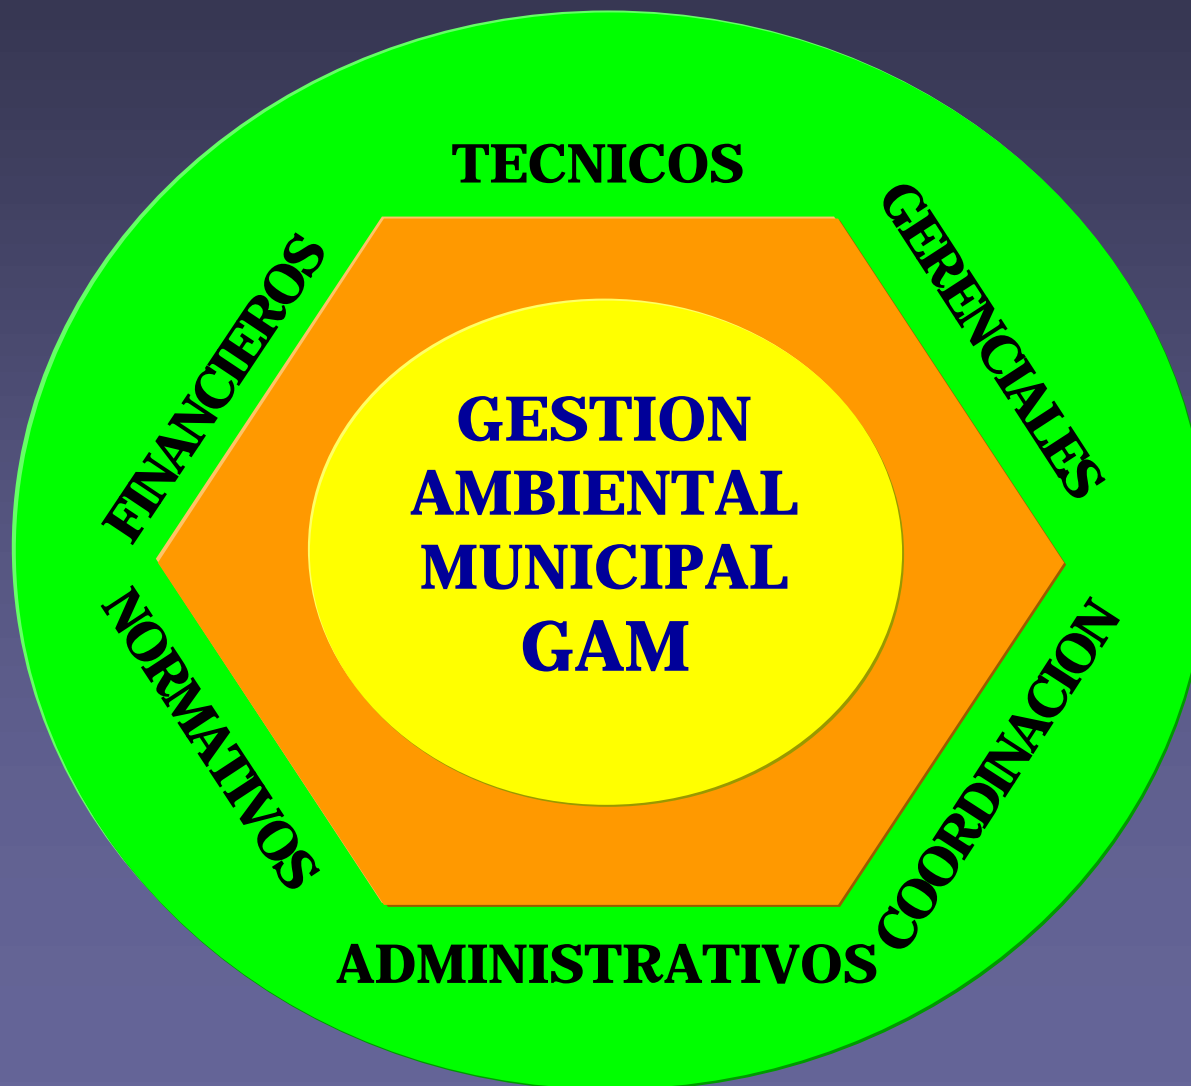 TECNICOS
GERENCIALES
FINANCIEROS
GESTION
AMBIENTAL
MUNICIPAL
GAM
NORMATIVOS
COORDINACION
ADMINISTRATIVOS